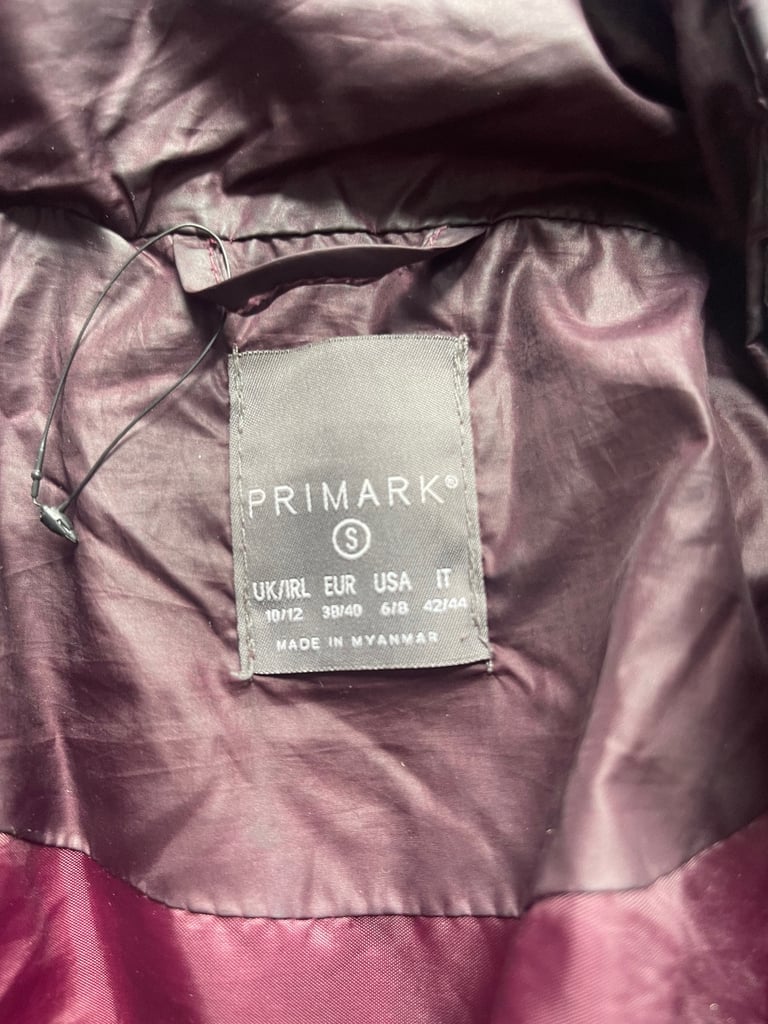 PRIMARK®
S
UK/IRL EUR USA IT
10/12 38/40 6/8 42/44
MADE IN MYANMAR